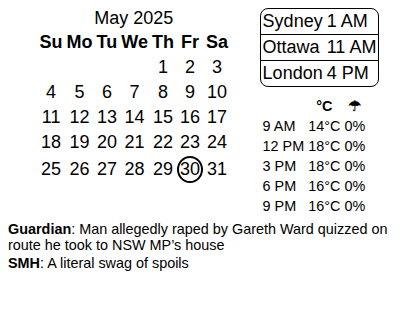 May 2025
Su Mo Tu We Th Fr Sa
1 2 3
4 5 6 7 8 9 10
11 12 13 14 15 16 17
18 19 20 21 22 23 24
25 26 27 28 29 30 31
Sydney 1 AM
Ottawa 11 AM
London 4 PM
°C ☂
9 AM 14°C 0%
12 PM 18°C 0%
3 PM 18°C 0%
6 PM 16°C 0%
9 PM 16°C 0%
Guardian: Man allegedly raped by Gareth Ward quizzed on
route he took to NSW MP’s house
SMH: A literal swag of spoils